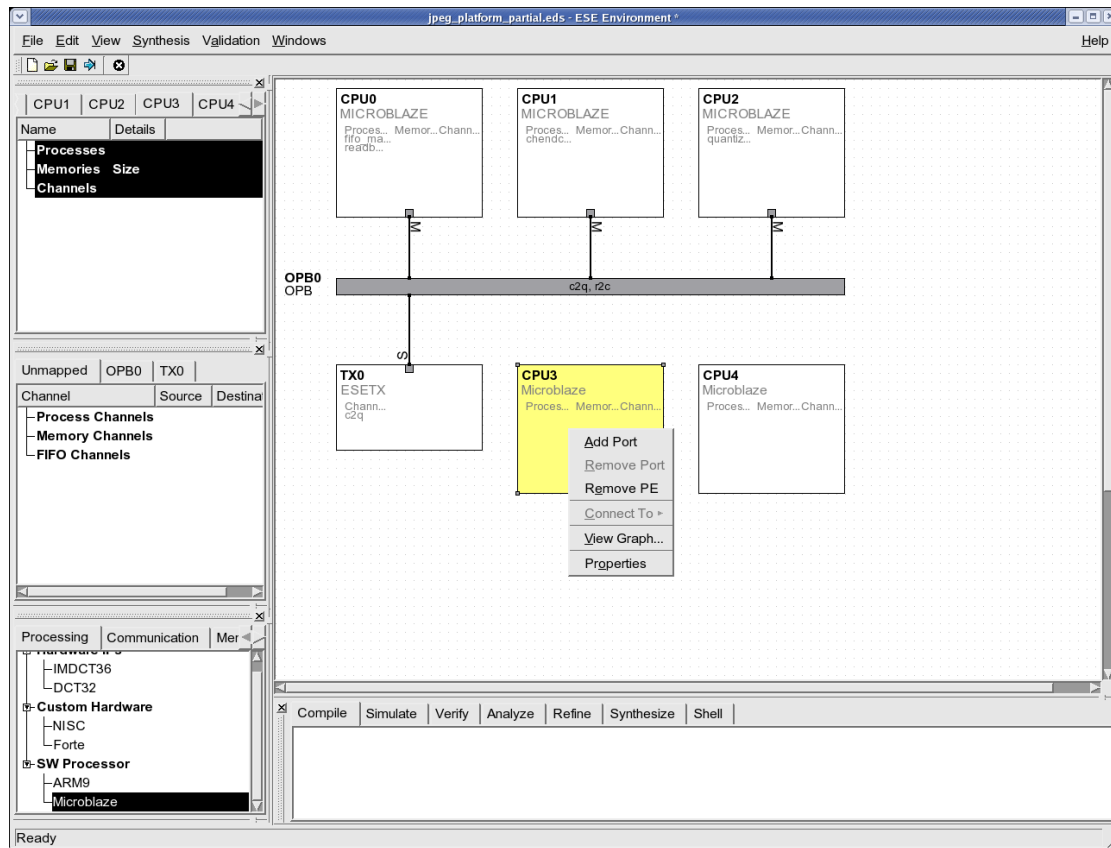 jpeg_platform_partial.eds - ESE Environment *
File Edit View Synthesis Validation Windows Help
CPU1 CPU2 CPU3 CPU4
Name Details
Processes
Memories Size
Channels
Unmapped OPB0 TX0
Channel Source Destina
Process Channels
Memory Channels
FIFO Channels
Processing Communication Mer
IMDCT36
DCT32
Custom Hardware
NISC
Forte
SW Processor
ARM9
Microblaze
CPU0
MICROBLAZE
Proces... Memor... Chann...
fifo_ma...
readb...
M
CPU1
MICROBLAZE
Proces... Memor... Chann...
chendc...
M
CPU2
MICROBLAZE
Proces... Memor... Chann...
quantiz...
M
OPB0
OPB
c2q, r2c
S
TX0
ESETX
Chann...
c2q
CPU3
Microblaze
Proces... Memor... Chann...
CPU4
Microblaze
Proces... Memor... Chann...
Add Port
Remove Port
Remove PE
Connect To
View Graph...
Properties
Compile Simulate Verify Analyze Refine Synthesize Shell
Ready